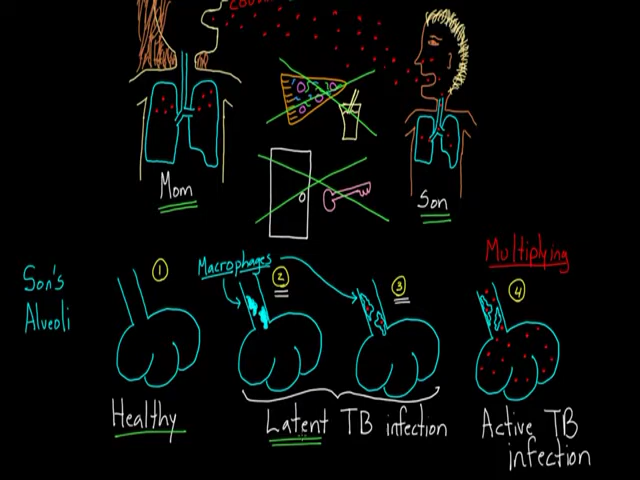 Mom
Son
Son's
Alveoli
1
Macrophages
2
3
Multiplying
4
Healthy
Latent TB infection
Active TB
infection